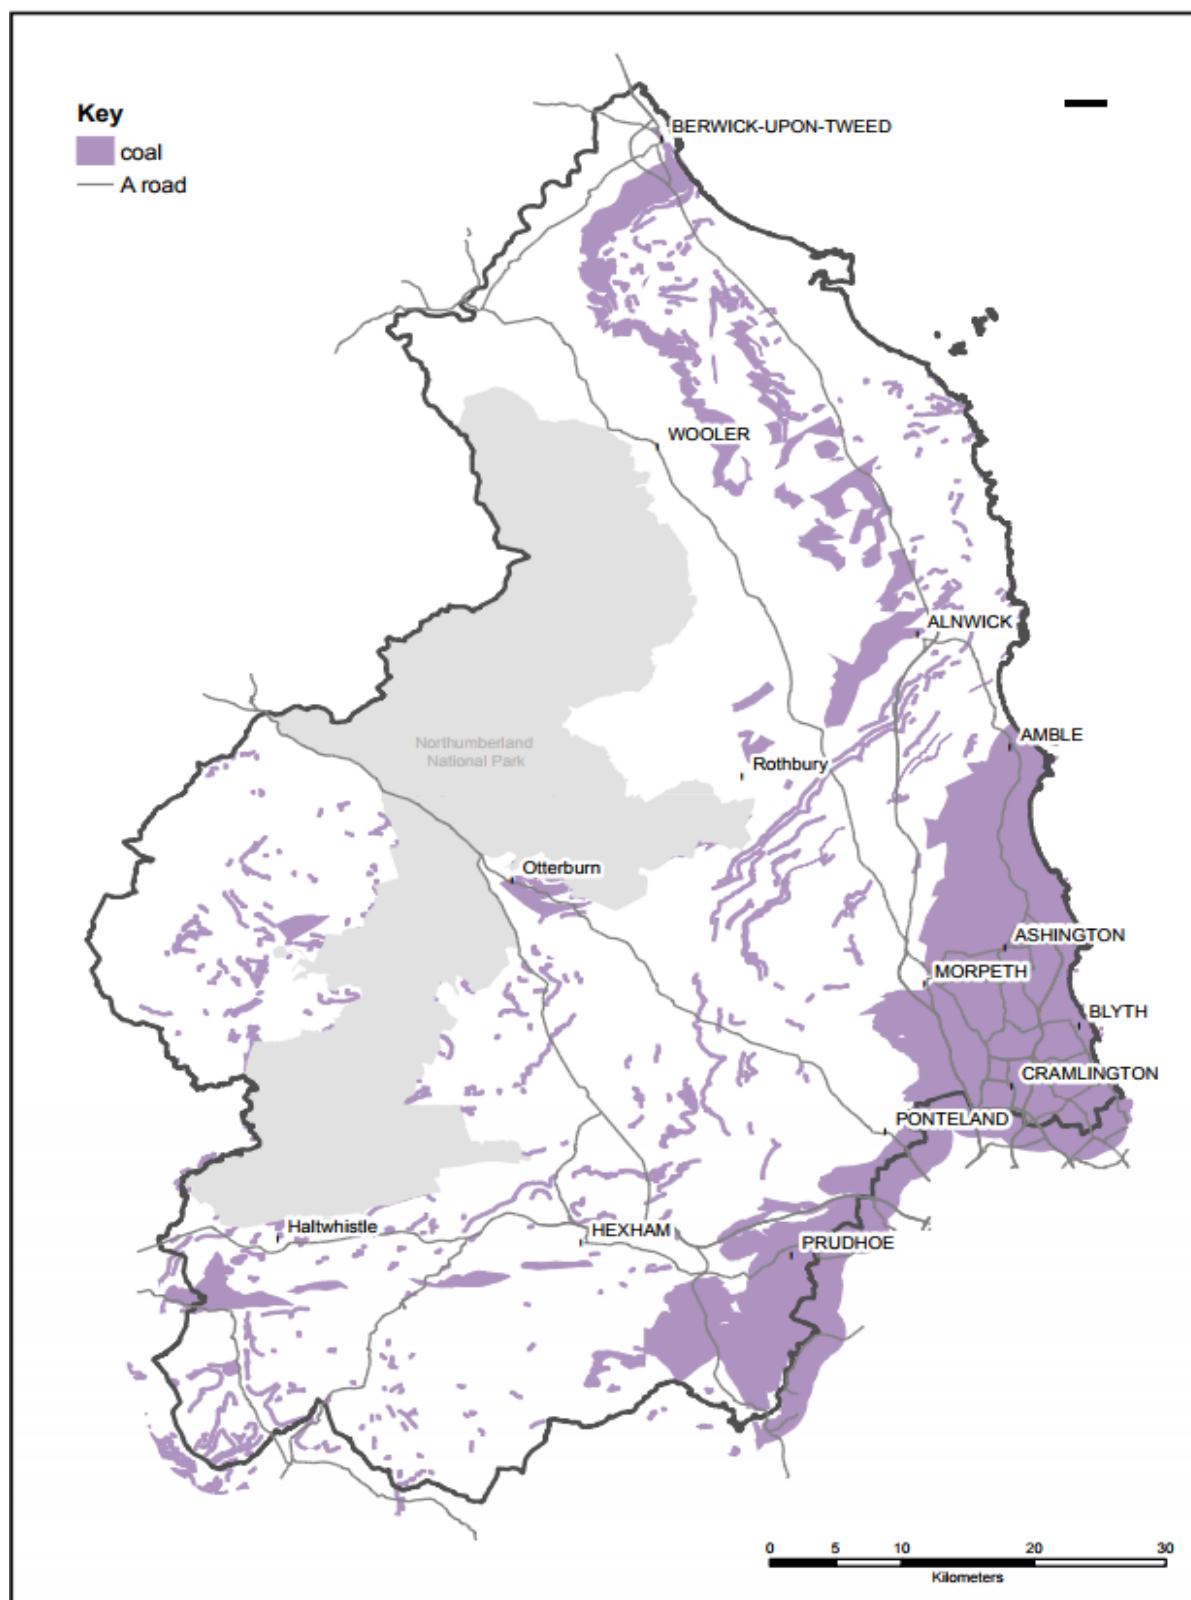 Key
coal
A road
BERWICK-UPON-TWEED
WOOLER
ALNWICK
Northumberland
National Park
AMBLE
Rothbury
Otterburn
ASHINGTON
MORPETH
BLYTH
CRAMLINGTON
PONTELAND
Haltwhistle
HEXHAM
PRUDHOE
0 5 10 20 30
Kilometers